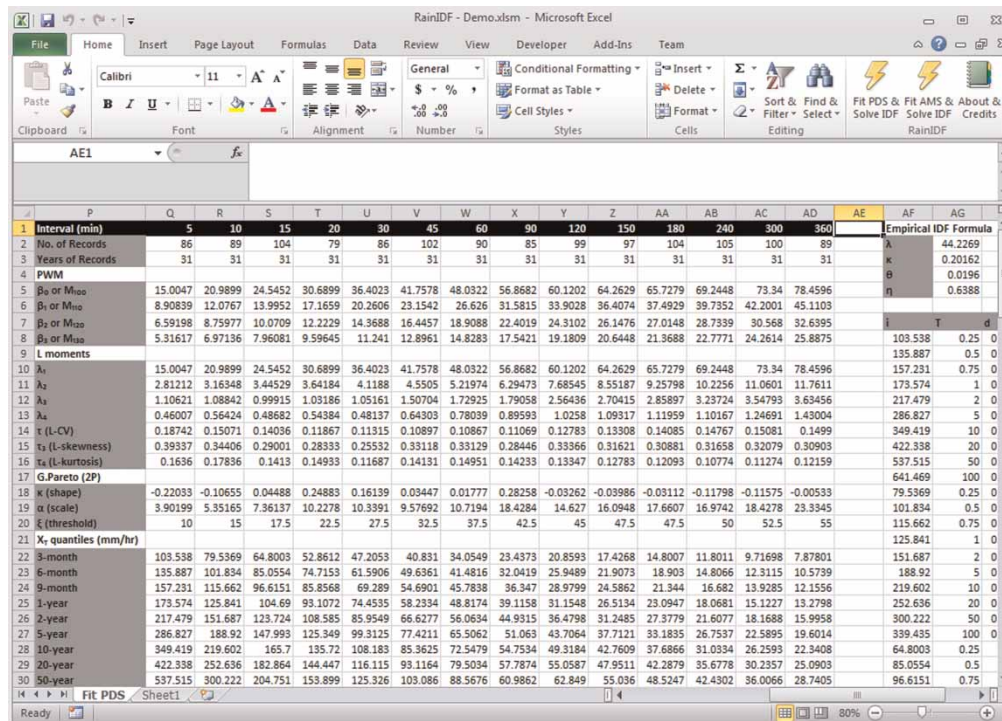 RainIDF - Demo.xlsm - Microsoft Excel
File Home Insert Page Layout Formulas Data Review View Developer Add-Ins Team
Paste
Clipboard
Calibri 11
B I U
Font
Alignment
General
$ % ,
Number
Conditional Formatting
Format as Table
Cell Styles
Styles
Insert
Delete
Format
Cells
Sort & Filter
Find & Select
Editing
Fit PDS & Solve IDF
Fit AMS & Solve IDF
About & Credits
RainIDF
AE1 fx
P Q R S T U V W X Y Z AA AB AC AD AE AF AG
1 Interval (min) 5 10 15 20 30 45 60 90 120 150 180 240 300 360 Empirical IDF Formula
2 No. of Records 86 89 104 79 86 102 90 85 99 97 104 105 100 89 λ 44.2269
3 Years of Records 31 31 31 31 31 31 31 31 31 31 31 31 31 31 κ 0.20162
4 PWM θ 0.0196
5 β₀ or M₁₀₀ 15.0047 20.9899 24.5452 30.6899 36.4023 41.7578 48.0322 56.8682 60.1202 64.2629 65.7279 69.2448 73.34 78.4596 η 0.6388
6 β₁ or M₁₁₀ 8.90839 12.0767 13.9952 17.1659 20.2606 23.1542 26.626 31.5815 33.9028 36.4074 37.4929 39.7352 42.2001 45.1103
7 β₂ or M₁₂₀ 6.59198 8.75977 10.0709 12.2229 14.3688 16.4457 18.9088 22.4019 24.3102 26.1476 27.0148 28.7339 30.568 32.6395 i T d
8 β₃ or M₁₃₀ 5.31617 6.97136 7.96081 9.59645 11.241 12.8961 14.8283 17.5421 19.1809 20.6448 21.3688 22.7771 24.2614 25.8875 103.538 0.25 0
9 L moments 135.887 0.5 0
10 λ₁ 15.0047 20.9899 24.5452 30.6899 36.4023 41.7578 48.0322 56.8682 60.1202 64.2629 65.7279 69.2448 73.34 78.4596 157.231 0.75 0
11 λ₂ 2.81212 3.16348 3.44529 3.64184 4.1188 4.5505 5.21974 6.29473 7.68545 8.55187 9.25798 10.2256 11.0601 11.7611 173.574 1 0
12 λ₃ 1.10621 1.08842 0.99915 1.03186 1.05161 1.50704 1.72925 1.79058 2.56436 2.70415 2.85897 3.23724 3.54793 3.63456 217.479 2 0
13 λ₄ 0.46007 0.56424 0.48682 0.54384 0.48137 0.64303 0.78039 0.89593 1.0258 1.09317 1.11959 1.10167 1.24691 1.43004 286.827 5 0
14 τ (L-CV) 0.18742 0.15071 0.14036 0.11867 0.11315 0.10897 0.10867 0.11069 0.12783 0.13308 0.14085 0.14767 0.15081 0.1499 349.419 10 0
15 τ₃ (L-skewness) 0.39337 0.34406 0.29001 0.28333 0.25532 0.33118 0.33129 0.28446 0.33366 0.31621 0.30881 0.31658 0.32079 0.30903 422.338 20 0
16 τ₄ (L-kurtosis) 0.1636 0.17836 0.1413 0.14933 0.11687 0.14131 0.14951 0.14233 0.13347 0.12783 0.12093 0.10774 0.11274 0.12159 537.515 50 0
17 G.Pareto (2P) 641.469 100 0
18 κ (shape) -0.22033 -0.10655 0.04488 0.24883 0.16139 0.03447 0.01777 0.28258 -0.03262 -0.03986 -0.03112 -0.11798 -0.11575 -0.00533 79.5369 0.25 0
19 α (scale) 3.90199 5.35165 7.36137 10.2278 10.3391 9.57692 10.7194 18.4284 14.627 16.0948 17.6607 16.9742 18.4278 23.3345 101.834 0.5 0
20 ξ (threshold) 10 15 17.5 22.5 27.5 32.5 37.5 42.5 45 47.5 47.5 50 52.5 55 115.662 0.75 0
21 X_T quantiles (mm/hr) 125.841 1 0
22 3-month 103.538 79.5369 64.8003 52.8612 47.2053 40.831 34.0549 23.4373 20.8593 17.4268 14.8007 11.8011 9.71698 7.87801 151.687 2 0
23 6-month 135.887 101.834 85.0554 74.7153 61.5906 49.6361 41.4816 32.0419 25.9489 21.9073 18.903 14.8066 12.3115 10.5739 188.92 5 0
24 9-month 157.231 115.662 96.6151 85.8568 69.289 54.6901 45.7838 36.347 28.9799 24.5862 21.344 16.682 13.9285 12.1556 219.602 10 0
25 1-year 173.574 125.841 104.69 93.1072 74.4535 58.2334 48.8174 39.1158 31.1548 26.5134 23.0947 18.0681 15.1227 13.2798 252.636 20 0
26 2-year 217.479 151.687 123.724 108.585 85.9549 66.6277 56.0634 44.9315 36.4798 31.2485 27.3779 21.6077 18.1688 15.9958 300.222 50 0
27 5-year 286.827 188.92 147.993 125.349 99.3125 77.4211 65.5062 51.063 43.7064 37.7121 33.1835 26.7537 22.5895 19.6014 339.435 100 0
28 10-year 349.419 219.602 165.7 135.72 108.183 85.3625 72.5479 54.7534 49.3184 42.7609 37.6866 31.0334 26.2593 22.3408 64.8003 0.25 0
29 20-year 422.338 252.636 182.864 144.447 116.115 93.1164 79.5034 57.7874 55.0587 47.9511 42.2879 35.6778 30.2357 25.0903 85.0554 0.5 0
30 50-year 537.515 300.222 204.751 153.899 125.326 103.086 88.5676 60.9862 62.849 55.036 48.5247 42.4302 36.0066 28.7405 96.6151 0.75 0
Fit PDS Sheet1
Ready 80%